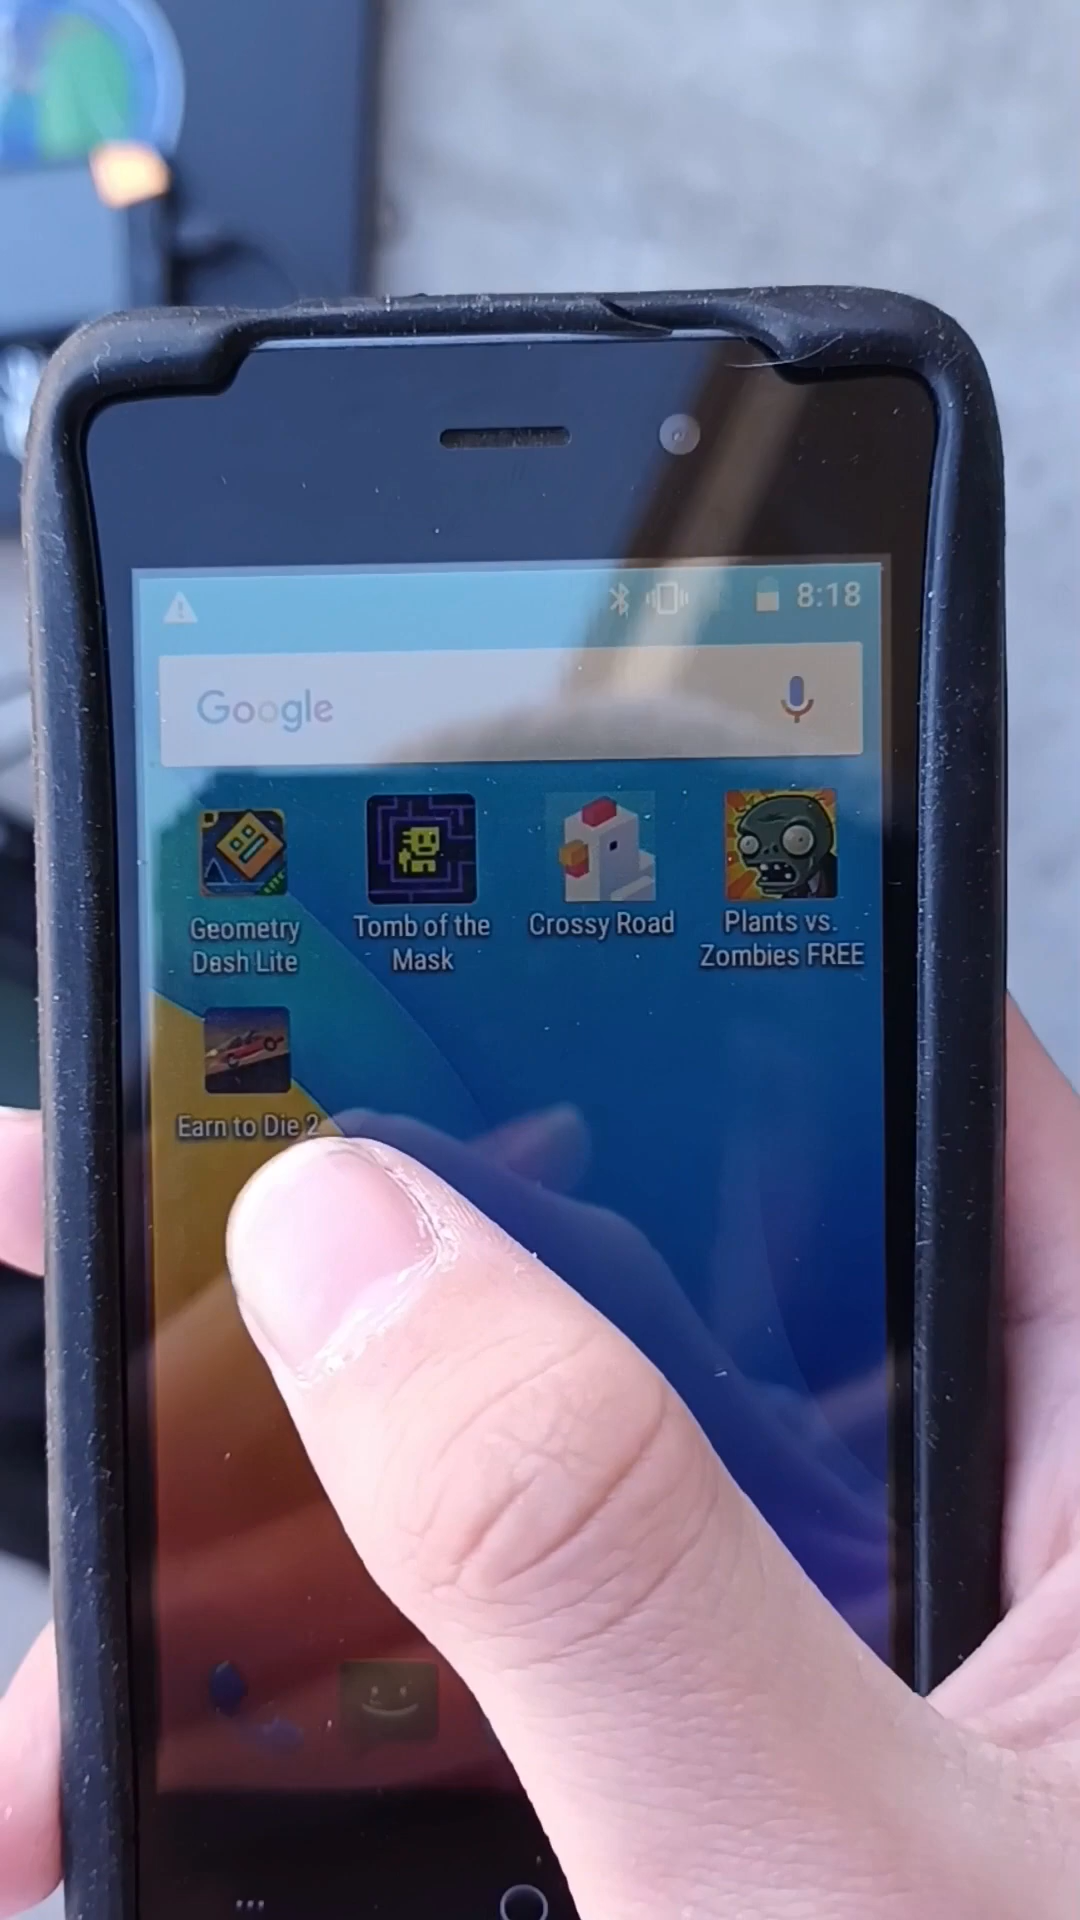 8:18
Google
Geometry
Dash Lite
Tomb of the
Mask
Crossy Road
Plants vs.
Zombies FREE
Earn to Die 2